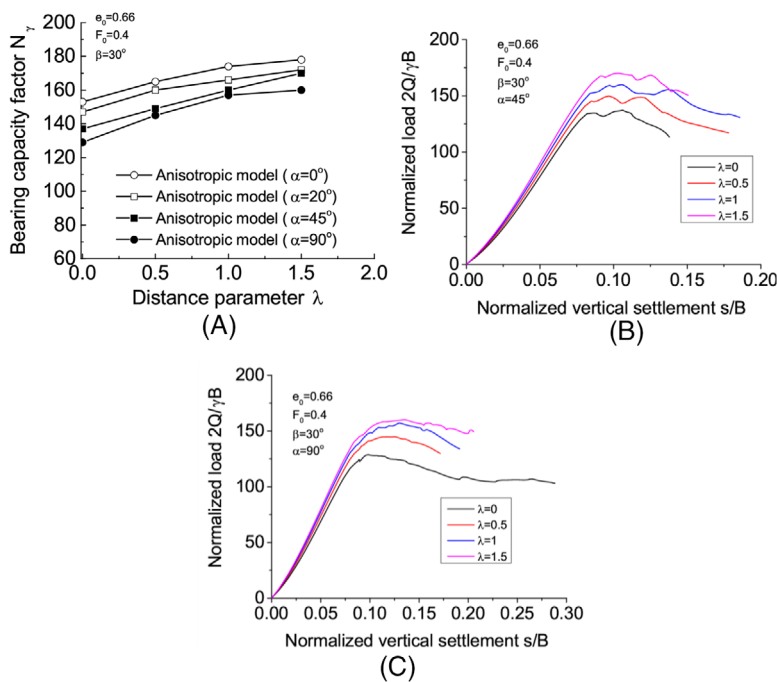 Bearing capacity factor Nγ
200
180
160
140
120
100
80
60
e₀=0.66
F₀=0.4
β=30°
Anisotropic model ( α=0°)
Anisotropic model ( α=20°)
Anisotropic model ( α=45°)
Anisotropic model ( α=90°)
0.0 0.5 1.0 1.5 2.0
Distance parameter λ
(A)
Normalized load 2Q/γB
200
150
100
50
0
e₀=0.66
F₀=0.4
β=30°
α=45°
λ=0
λ=0.5
λ=1
λ=1.5
0.00 0.05 0.10 0.15 0.20
Normalized vertical settlement s/B
(B)
Normalized load 2Q/γB
200
150
100
50
0
e₀=0.66
F₀=0.4
β=30°
α=90°
λ=0
λ=0.5
λ=1
λ=1.5
0.00 0.05 0.10 0.15 0.20 0.25 0.30
Normalized vertical settlement s/B
(C)